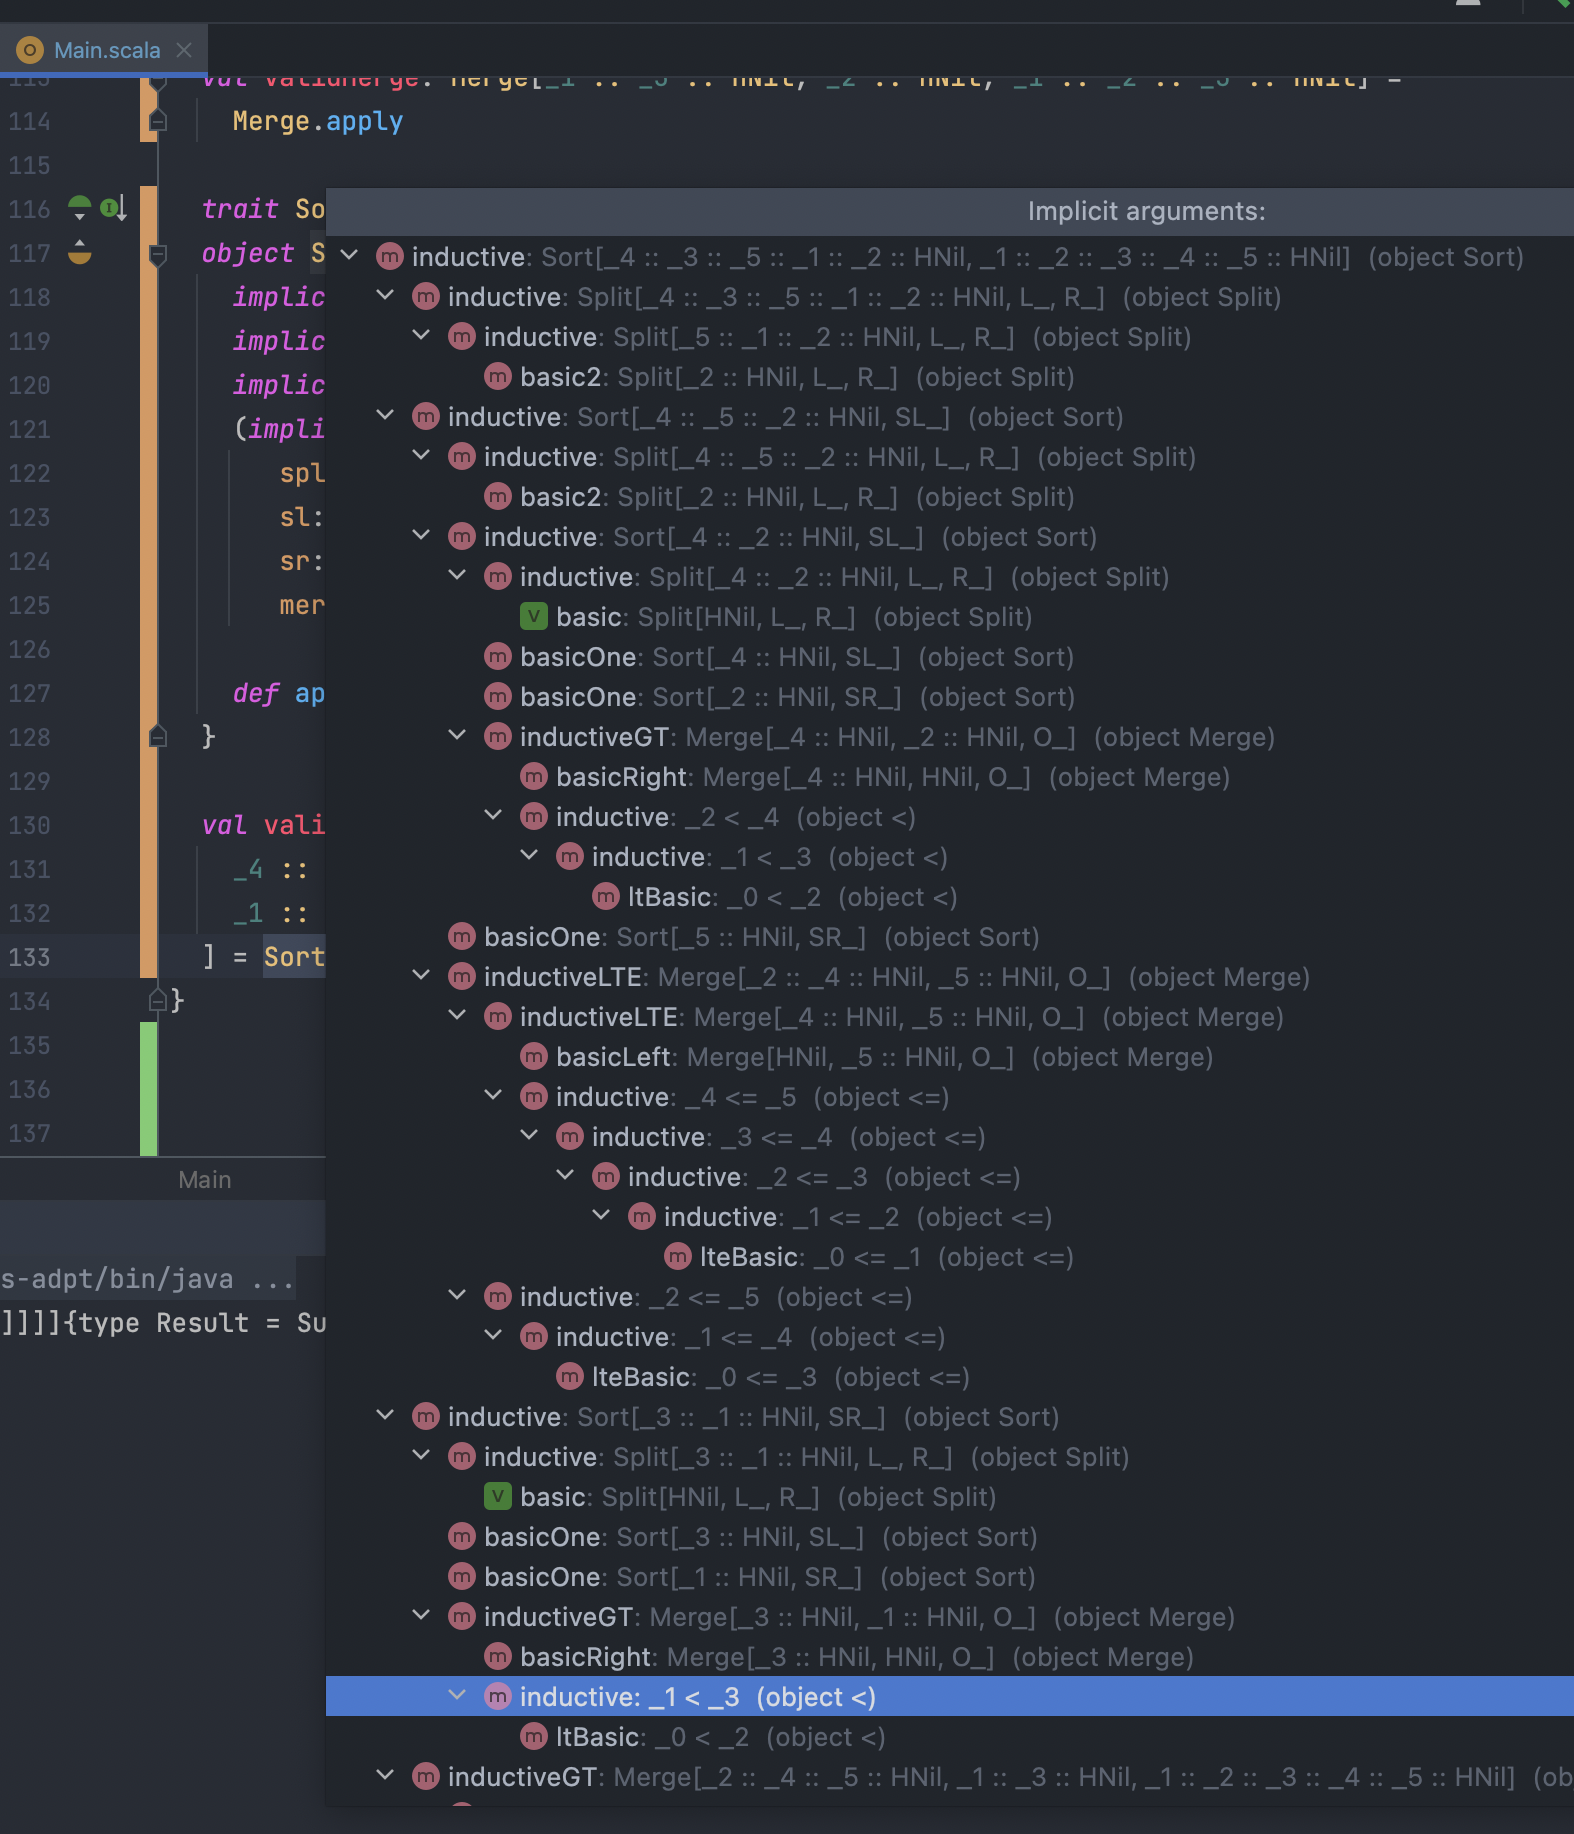 Main.scala
113 val validMerge: Merge[_1 :: _3 :: HNil, _2 :: HNil, _1 :: _2 :: _3 :: HNil] =
114 Merge.apply
115
116 trait So
117 object S
118 implic
119 implic
120 implic
121 (impli
122 spl
123 sl:
124 sr:
125 mer
126
127 def ap
128 }
129
130 val vali
131 _4 ::
132 _1 ::
133 ] = Sort
134 }
135
136
137
Main
s-adpt/bin/java ...
]]]]{type Result = Su
Implicit arguments:
inductive: Sort[_4 :: _3 :: _5 :: _1 :: _2 :: HNil, _1 :: _2 :: _3 :: _4 :: _5 :: HNil] (object Sort)
inductive: Split[_4 :: _3 :: _5 :: _1 :: _2 :: HNil, L_, R_] (object Split)
inductive: Split[_5 :: _1 :: _2 :: HNil, L_, R_] (object Split)
basic2: Split[_2 :: HNil, L_, R_] (object Split)
inductive: Sort[_4 :: _5 :: _2 :: HNil, SL_] (object Sort)
inductive: Split[_4 :: _5 :: _2 :: HNil, L_, R_] (object Split)
basic2: Split[_2 :: HNil, L_, R_] (object Split)
inductive: Sort[_4 :: _2 :: HNil, SL_] (object Sort)
inductive: Split[_4 :: _2 :: HNil, L_, R_] (object Split)
basic: Split[HNil, L_, R_] (object Split)
basicOne: Sort[_4 :: HNil, SL_] (object Sort)
basicOne: Sort[_2 :: HNil, SR_] (object Sort)
inductiveGT: Merge[_4 :: HNil, _2 :: HNil, O_] (object Merge)
basicRight: Merge[_4 :: HNil, HNil, O_] (object Merge)
inductive: _2 < _4 (object <)
inductive: _1 < _3 (object <)
ltBasic: _0 < _2 (object <)
basicOne: Sort[_5 :: HNil, SR_] (object Sort)
inductiveLTE: Merge[_2 :: _4 :: HNil, _5 :: HNil, O_] (object Merge)
inductiveLTE: Merge[_4 :: HNil, _5 :: HNil, O_] (object Merge)
basicLeft: Merge[HNil, _5 :: HNil, O_] (object Merge)
inductive: _4 <= _5 (object <=)
inductive: _3 <= _4 (object <=)
inductive: _2 <= _3 (object <=)
inductive: _1 <= _2 (object <=)
lteBasic: _0 <= _1 (object <=)
inductive: _2 <= _5 (object <=)
inductive: _1 <= _4 (object <=)
lteBasic: _0 <= _3 (object <=)
inductive: Sort[_3 :: _1 :: HNil, SR_] (object Sort)
inductive: Split[_3 :: _1 :: HNil, L_, R_] (object Split)
basic: Split[HNil, L_, R_] (object Split)
basicOne: Sort[_3 :: HNil, SL_] (object Sort)
basicOne: Sort[_1 :: HNil, SR_] (object Sort)
inductiveGT: Merge[_3 :: HNil, _1 :: HNil, O_] (object Merge)
basicRight: Merge[_3 :: HNil, HNil, O_] (object Merge)
inductive: _1 < _3 (object <)
ltBasic: _0 < _2 (object <)
inductiveGT: Merge[_2 :: _4 :: _5 :: HNil, _1 :: _3 :: HNil, _1 :: _2 :: _3 :: _4 :: _5 :: HNil] (ob